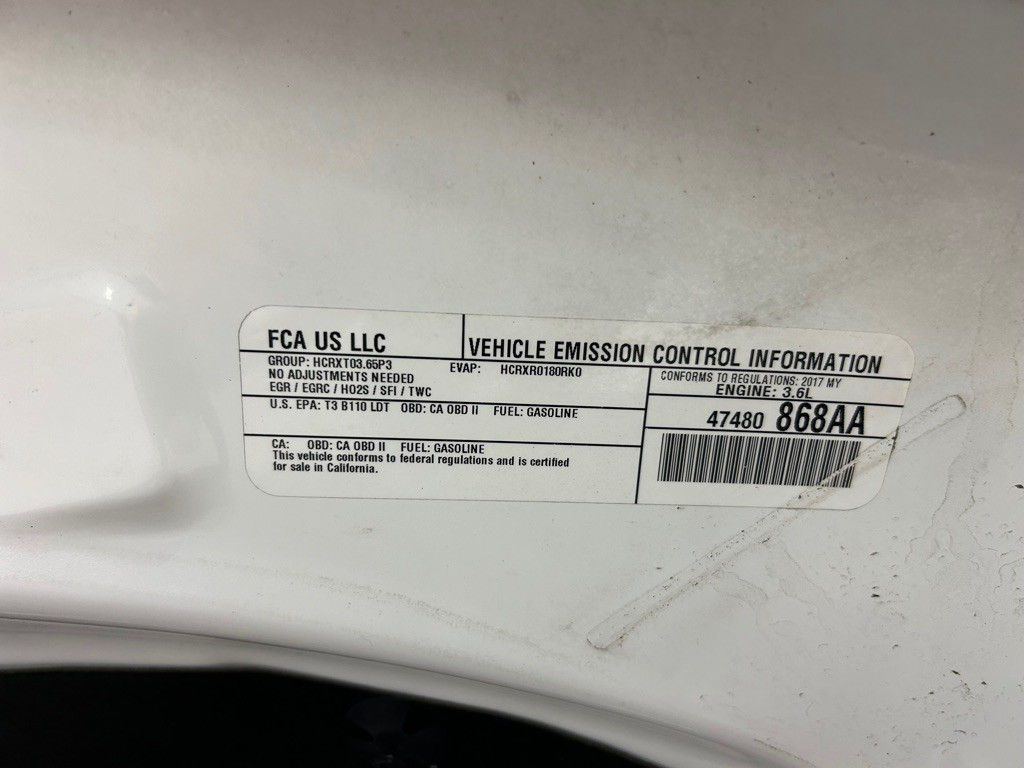 FCA US LLC
VEHICLE EMISSION CONTROL INFORMATION
GROUP: HCRXT03.65P3 EVAP: HCRXR0180RK0
NO ADJUSTMENTS NEEDED
EGR / EGRC / HO2S / SFI / TWC
CONFORMS TO REGULATIONS: 2017 MY
ENGINE: 3.6L
U.S. EPA: T3 B110 LDT OBD: CA OBD II FUEL: GASOLINE
47480 868AA
CA: OBD: CA OBD II FUEL: GASOLINE
This vehicle conforms to federal regulations and is certified
for sale in California.